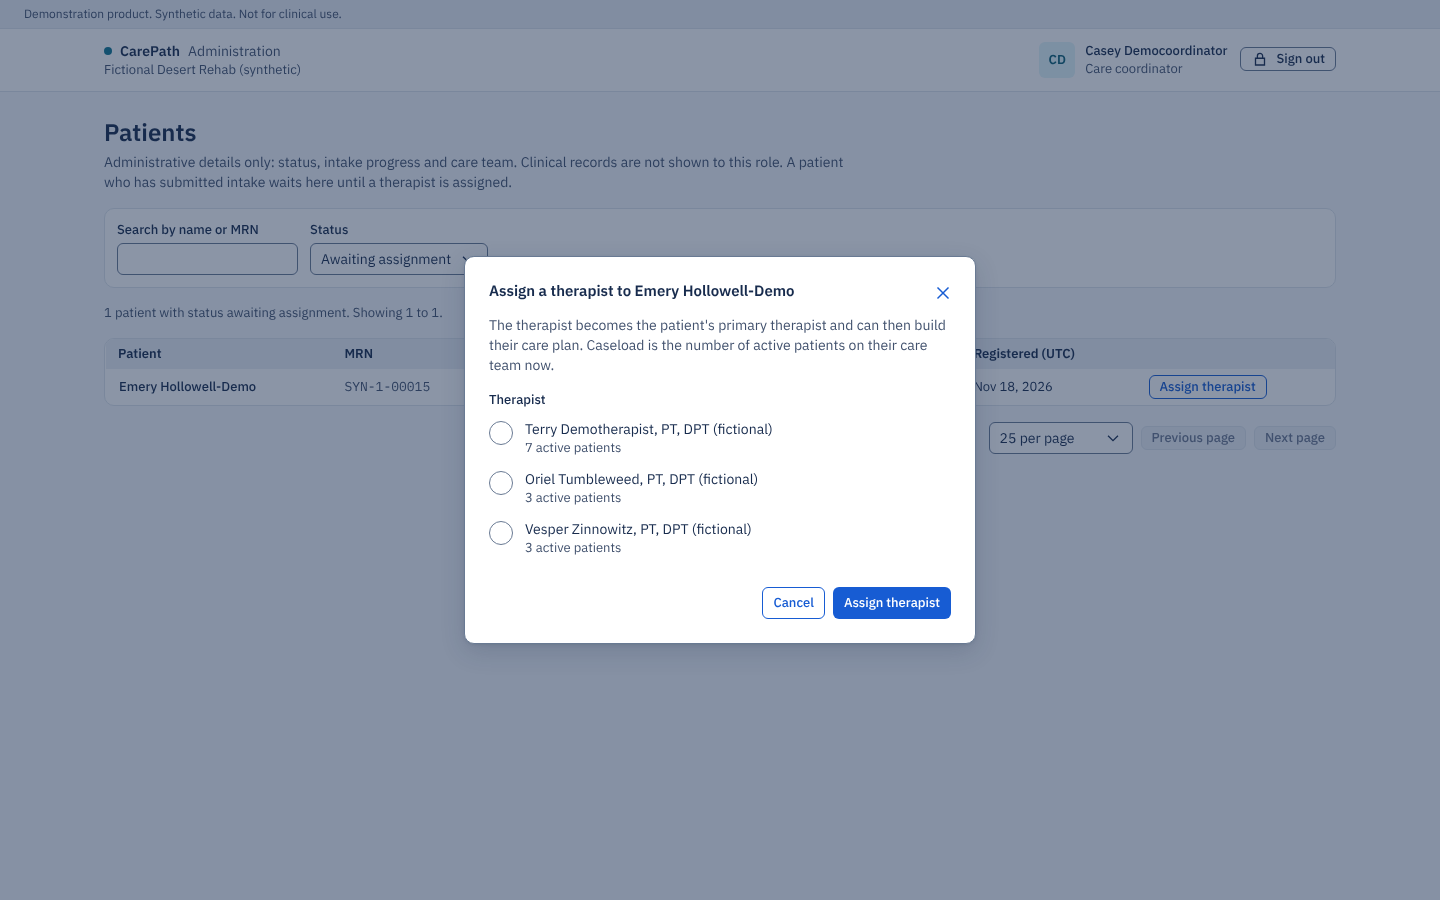 Demonstration product. Synthetic data. Not for clinical use.
CarePath Administration
Fictional Desert Rehab (synthetic)
CD
Casey Democoordinator
Care coordinator
Sign out
Patients
Administrative details only: status, intake progress and care team. Clinical records are not shown to this role. A patient
who has submitted intake waits here until a therapist is assigned.
Search by name or MRN
Status
Awaiting assignment
1 patient with status awaiting assignment. Showing 1 to 1.
Patient
MRN
Registered (UTC)
Emery Hollowell-Demo
SYN-1-00015
Nov 18, 2026
Assign therapist
25 per page
Previous page
Next page
Assign a therapist to Emery Hollowell-Demo
The therapist becomes the patient's primary therapist and can then build
their care plan. Caseload is the number of active patients on their care
team now.
Therapist
Terry Demotherapist, PT, DPT (fictional)
7 active patients
Oriel Tumbleweed, PT, DPT (fictional)
3 active patients
Vesper Zinnowitz, PT, DPT (fictional)
3 active patients
Cancel
Assign therapist